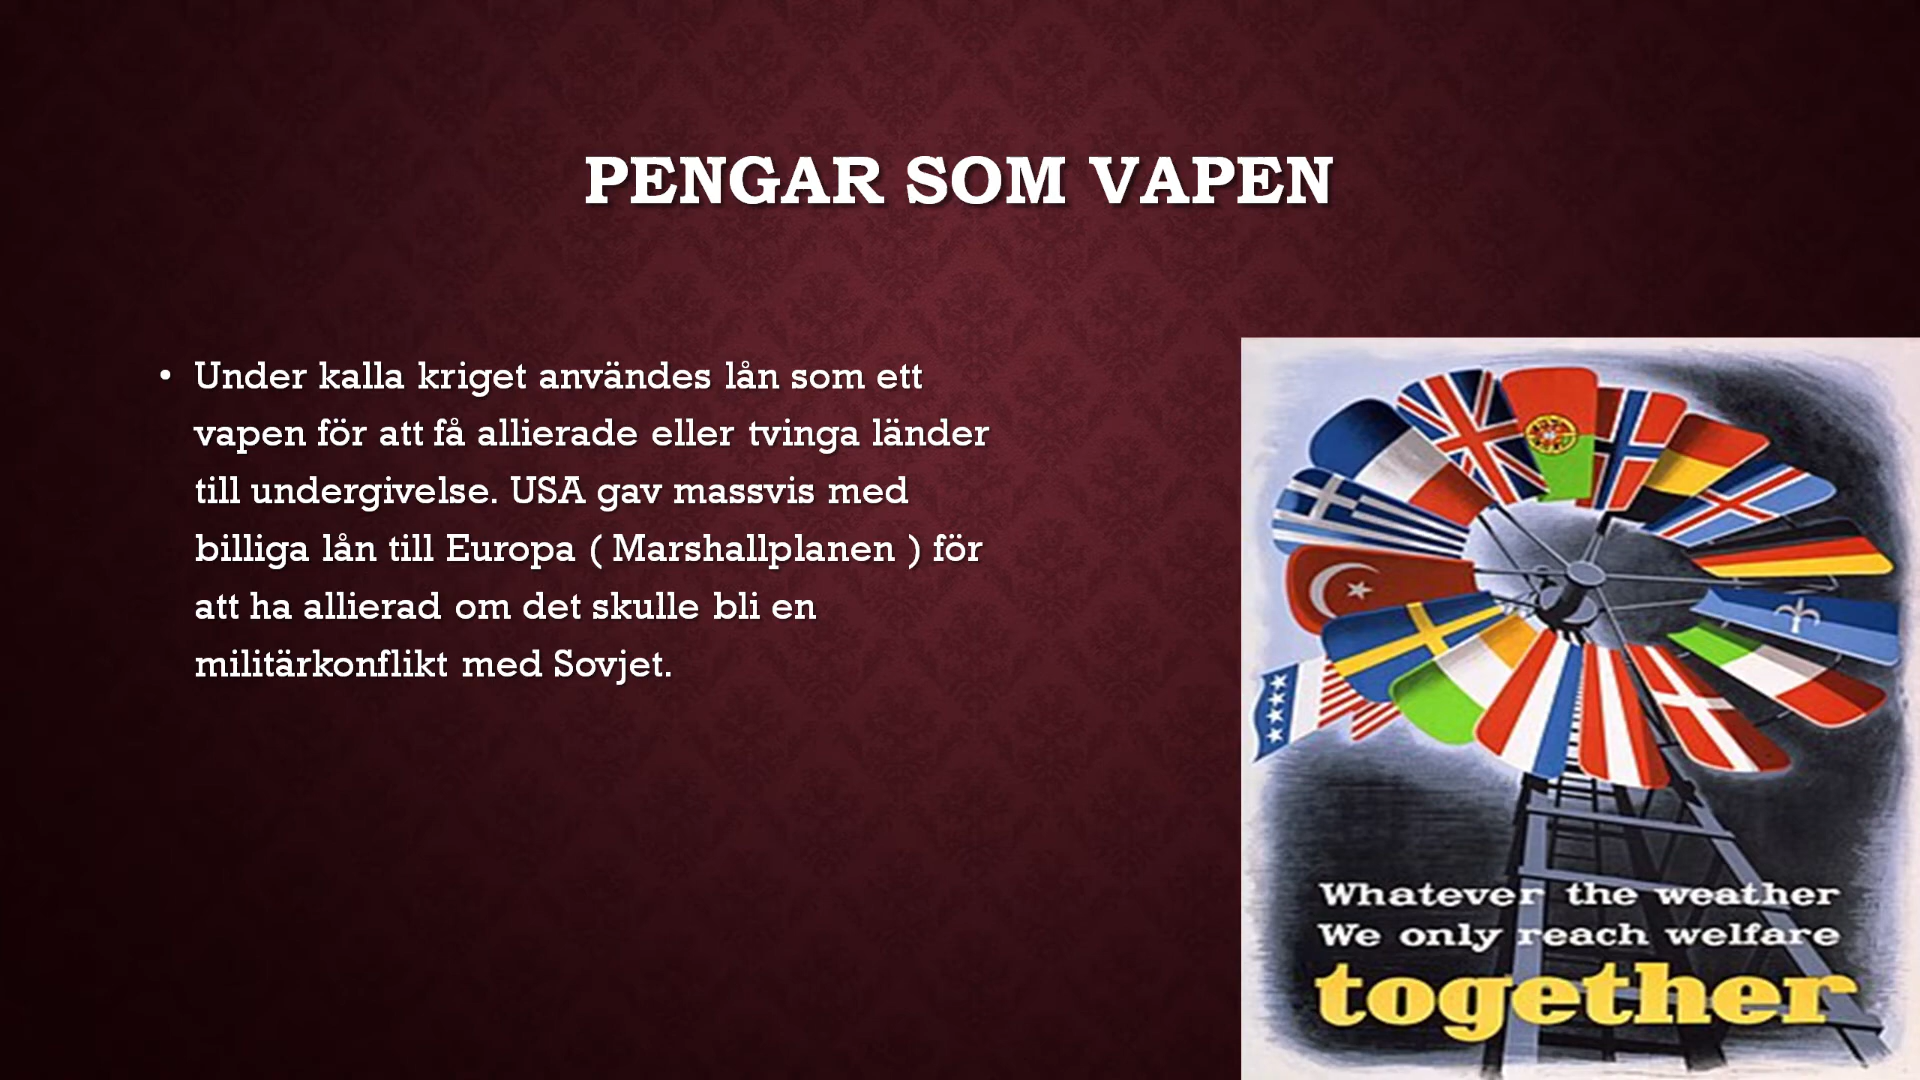 PENGAR SOM VAPEN
• Under kalla kriget användes lån som ett
vapen för att få allierade eller tvinga länder
till undergivelse. USA gav massvis med
billiga lån till Europa ( Marshallplanen ) för
att ha allierad om det skulle bli en
militärkonflikt med Sovjet.
Whatever the weather
We only reach welfare
together